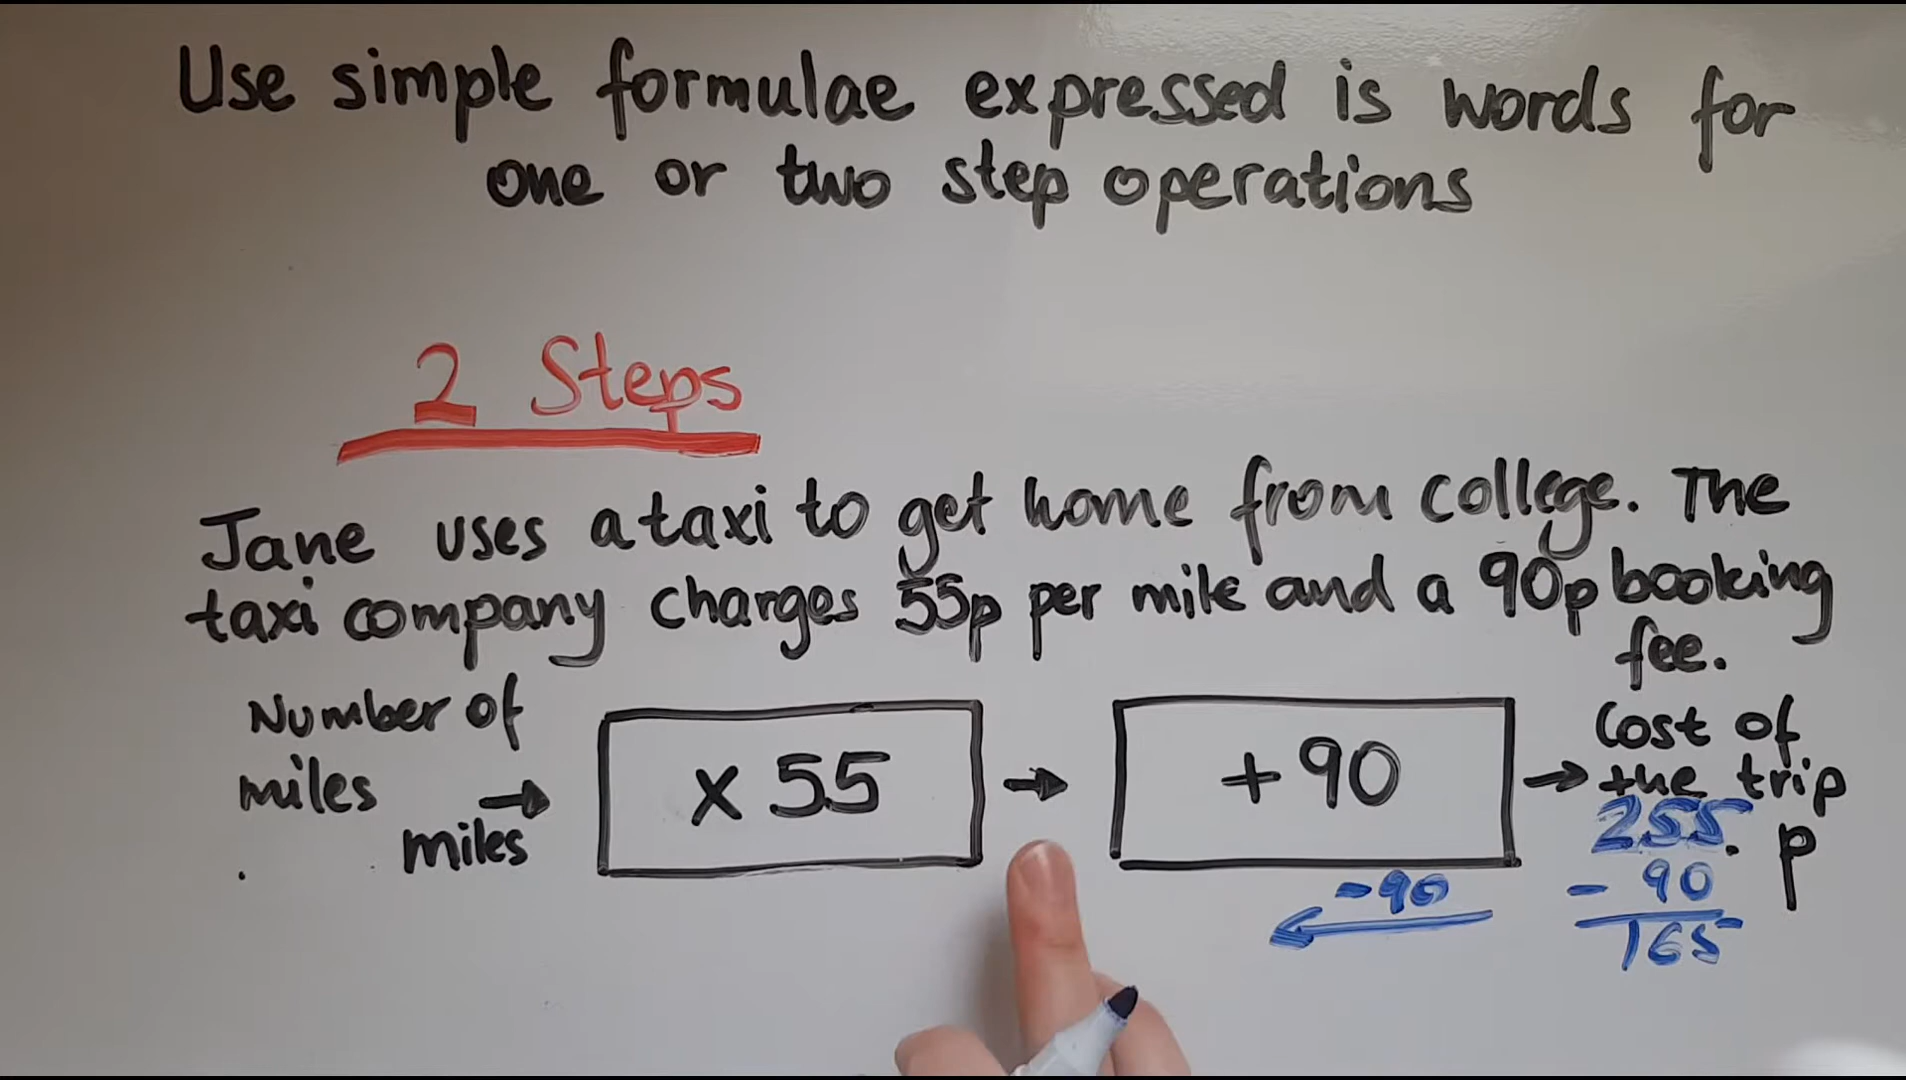 Use simple formulae expressed is words for
one or two step operations
2 Steps
Jane uses a taxi to get home from college. The
taxi company charges 55p per mile and a 90p booking
fee.
Number of
miles →
miles
x 55
→
+ 90
→
Cost of
the trip
255. p
-90
- 90
165